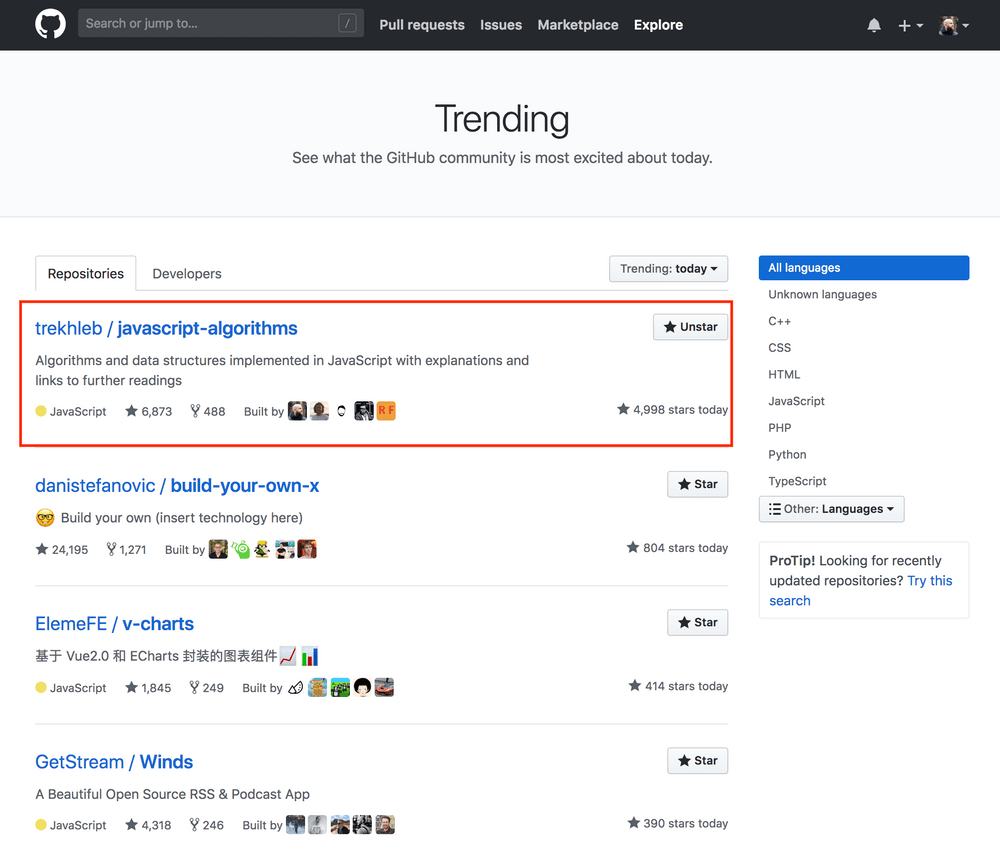 Search or jump to... /
Pull requests Issues Marketplace Explore
Trending
See what the GitHub community is most excited about today.
Repositories Developers
Trending: today
trekhleb / javascript-algorithms
Unstar
Algorithms and data structures implemented in JavaScript with explanations and
links to further readings
JavaScript 6,873 488 Built by RF
4,998 stars today
danistefanovic / build-your-own-x
Star
Build your own (insert technology here)
24,195 1,271 Built by
804 stars today
ElemeFE / v-charts
Star
基于 Vue2.0 和 ECharts 封装的图表组件
JavaScript 1,845 249 Built by
414 stars today
GetStream / Winds
Star
A Beautiful Open Source RSS & Podcast App
JavaScript 4,318 246 Built by
390 stars today
All languages
Unknown languages
C++
CSS
HTML
JavaScript
PHP
Python
TypeScript
Other: Languages
ProTip! Looking for recently
updated repositories? Try this
search